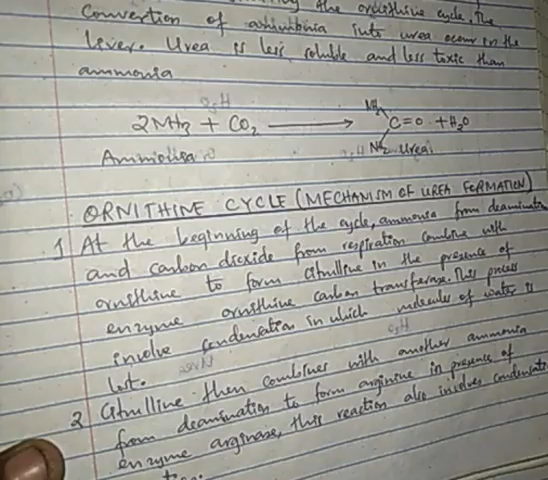 the ornithine cycle, The
Convertion of ammonia into urea occur in the
liver. Urea is less soluble and less toxic than
ammonia
2NH3 + CO2 → NH2 C=O + H2O
Ammonia NH2 Urea.
ORNITHINE CYCLE (MECHANISM OF UREA FORMATION)
1 At the beginning of the cycle, ammonia from deamination
and carbon dioxide from respiration combine with
ornithine to form citrulline in the presence of
enzyme ornithine carbon transferase. This process
involve condensation in which molecule of water is
lost.
2 Citrulline then combines with another ammonia
from deamination to form arginine in presence of
enzyme arginase, this reaction also involves condensation